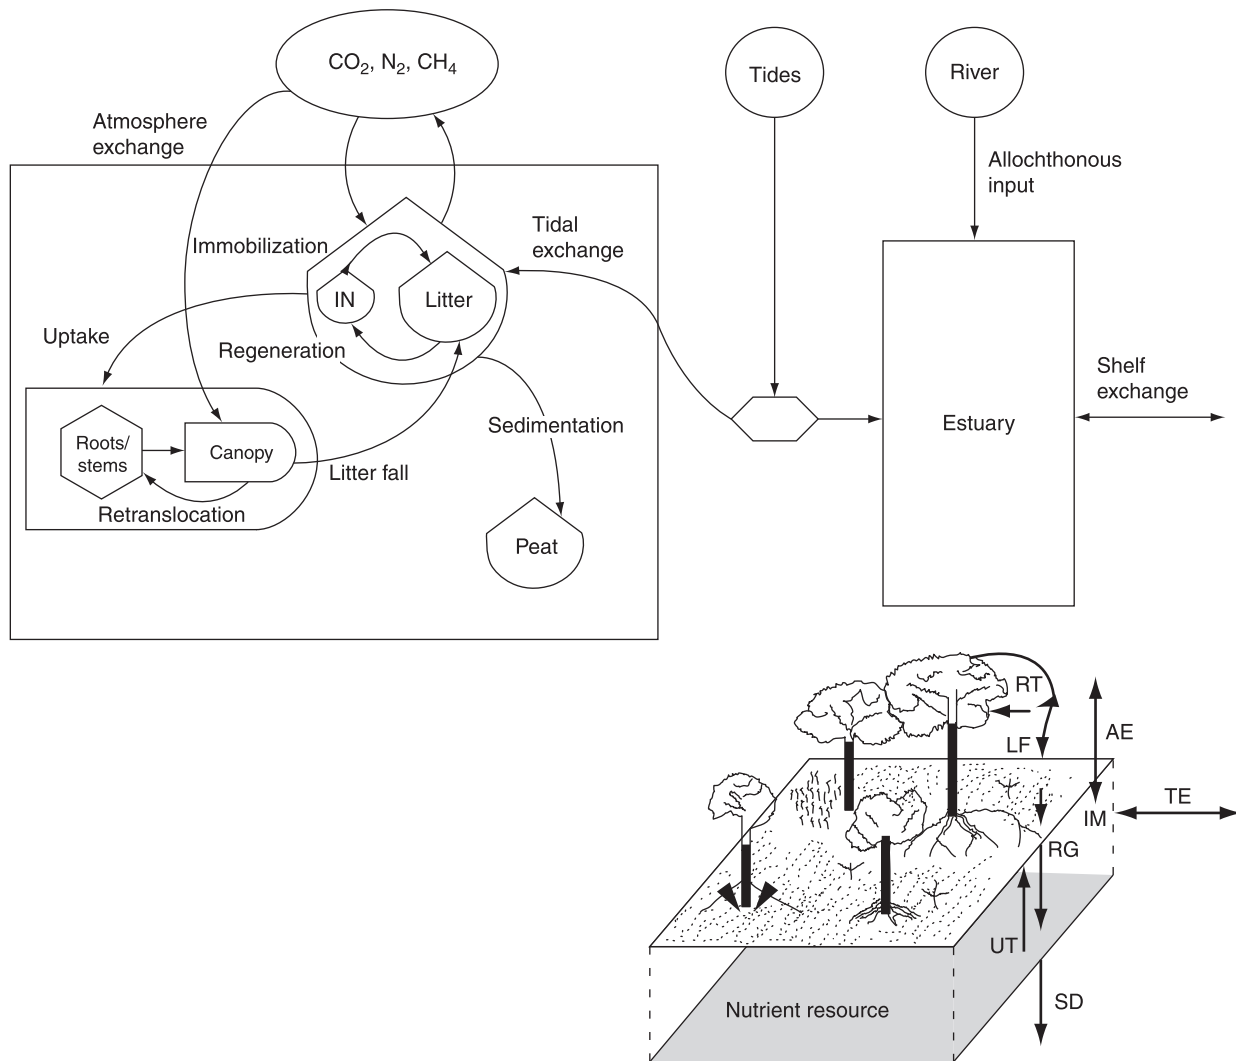 CO2, N2, CH4
Tides
River
Atmosphere
exchange
Allochthonous
input
Immobilization
Tidal
exchange
IN
Litter
Uptake
Regeneration
Shelf
exchange
Sedimentation
Estuary
Roots/
stems
Canopy
Litter fall
Retranslocation
Peat
RT
LF
AE
TE
IM
RG
UT
SD
Nutrient resource